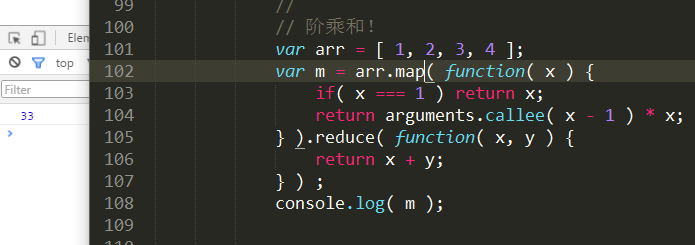 Elem
top
Filter
33
99 //
100 // 阶乘和!
101 var arr = [ 1, 2, 3, 4 ];
102 var m = arr.map( function( x ) {
103 if( x === 1 ) return x;
104 return arguments.callee( x - 1 ) * x;
105 } ).reduce( function( x, y ) {
106 return x + y;
107 } ) ;
108 console.log( m );
109